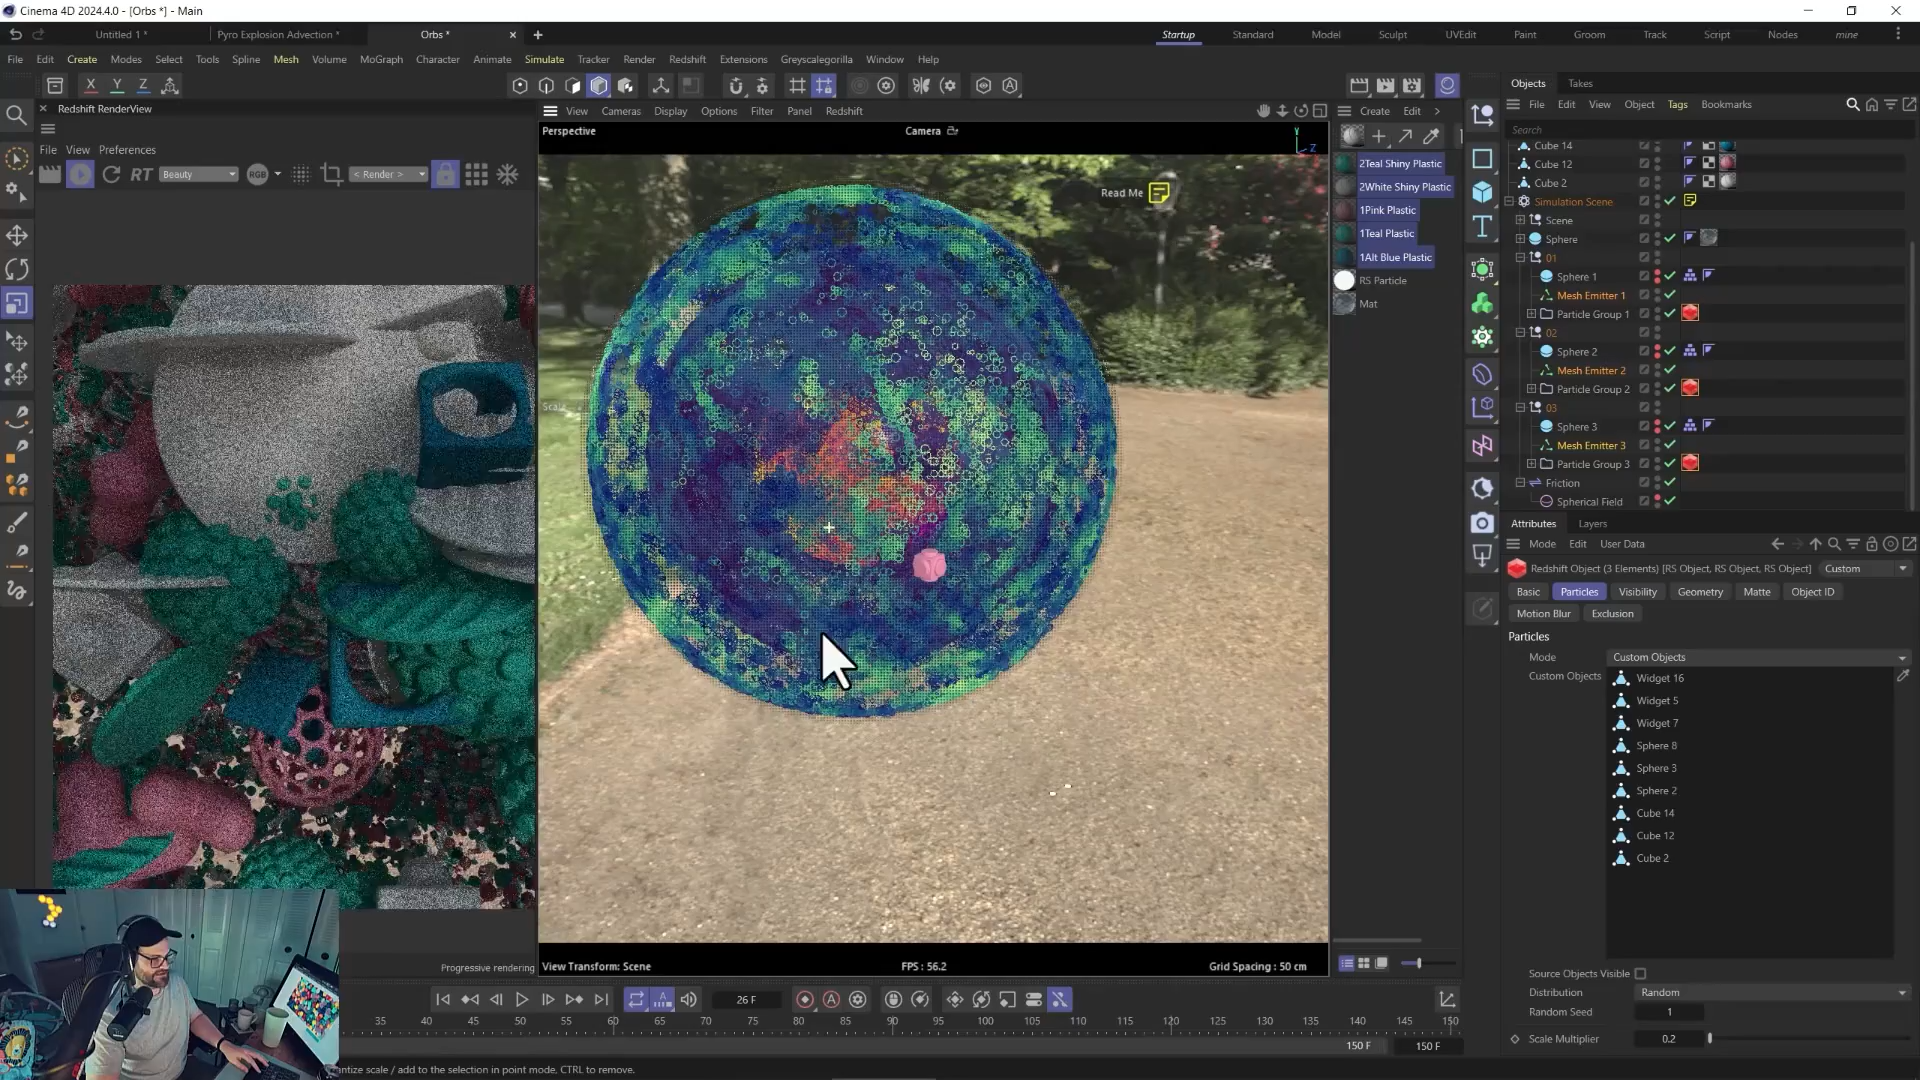 Cinema 4D 2024.4.0 - [Orbs *] - Main
Untitled 1 *
Pyro Explosion Advection *
Orbs *
Startup
Standard
Model
Sculpt
UVEdit
Paint
Groom
Track
Script
Nodes
mine
File Edit Create Modes Select Tools Spline Mesh Volume MoGraph Character Animate Simulate Tracker Render Redshift Extensions Greyscalegorilla Window Help
X Y Z
Objects Takes
Redshift RenderView
View Cameras Display Options Filter Panel Redshift
Create Edit
File Edit View Object Tags Bookmarks
Search
Perspective
Camera
File View Preferences
RT
Beauty
RGB
< Render >
Y
Z
Read Me
2Teal Shiny Plastic
2White Shiny Plastic
1Pink Plastic
1Teal Plastic
1Alt Blue Plastic
RS Particle
Mat
Scale
Cube 14
Cube 12
Cube 2
Simulation Scene
Scene
Sphere
01
Sphere 1
Mesh Emitter 1
Particle Group 1
02
Sphere 2
Mesh Emitter 2
Particle Group 2
03
Sphere 3
Mesh Emitter 3
Particle Group 3
Friction
Spherical Field
Attributes Layers
Mode Edit User Data
Redshift Object (3 Elements) [RS Object, RS Object, RS Object]
Custom
Basic Particles Visibility Geometry Matte Object ID
Motion Blur Exclusion
Particles
Mode Custom Objects
Custom Objects
Widget 16
Widget 5
Widget 7
Sphere 8
Sphere 3
Sphere 2
Cube 14
Cube 12
Cube 2
Source Objects Visible
Distribution Random
Random Seed 1
Scale Multiplier 0.2
Progressive rendering
View Transform: Scene
FPS : 56.2
Grid Spacing : 50 cm
26 F
35 40 45 50 55 60 65 70 75 80 85 90 95 100 105 110 115 120 125 130 135 140 145 150
150 F
150 F
antize scale / add to the selection in point mode, CTRL to remove.